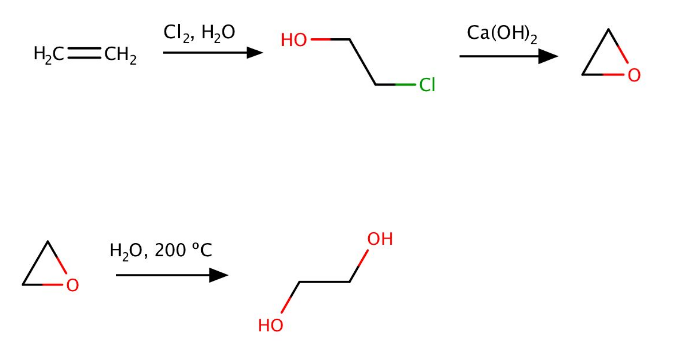 H₂C=CH₂ Cl₂, H₂O HO Cl Ca(OH)₂ O
O H₂O, 200 ºC HO OH